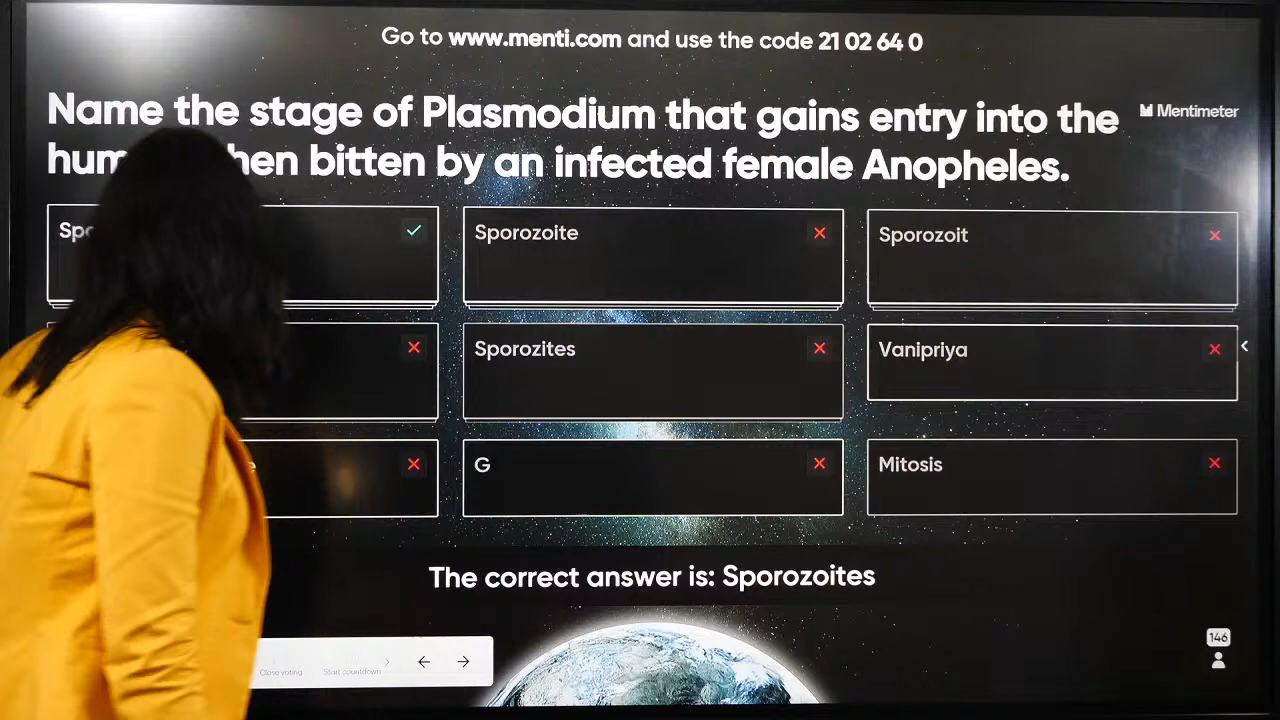 Go to www.menti.com and use the code 21 02 64 0
Name the stage of Plasmodium that gains entry into the
Mentimeter
bitten by an infected female Anopheles.
Sporozoite
Sporozoit
Sporozites
Vanipriya
G
Mitosis
The correct answer is: Sporozoites
146
Close voting Start countdown